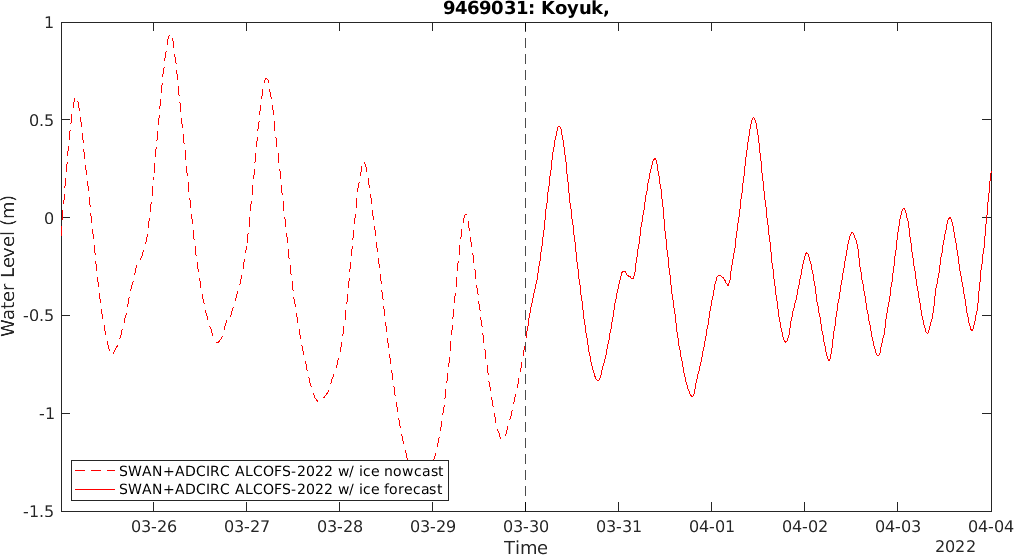 9469031: Koyuk,
Water Level (m)
1
0.5
0
-0.5
-1
-1.5
SWAN+ADCIRC ALCOFS-2022 w/ ice nowcast
SWAN+ADCIRC ALCOFS-2022 w/ ice forecast
03-26 03-27 03-28 03-29 03-30 03-31 04-01 04-02 04-03 04-04
Time
2022